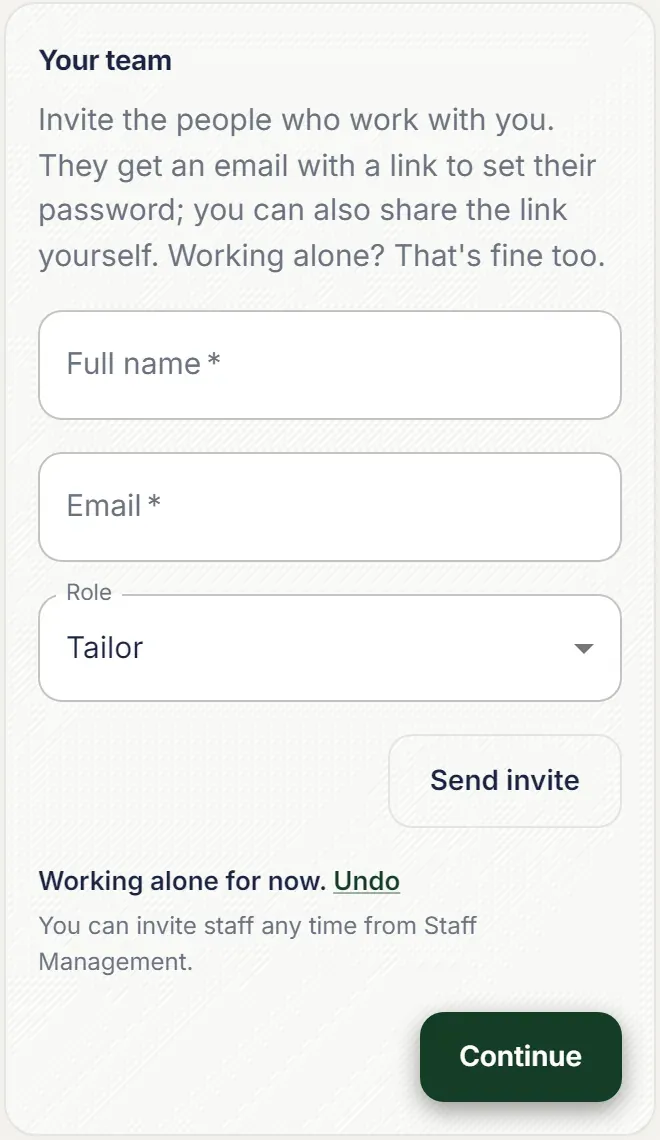 Your team
Invite the people who work with you.
They get an email with a link to set their
password; you can also share the link
yourself. Working alone? That's fine too.
Full name *
Email *
Role
Tailor
Send invite
Working alone for now. Undo
You can invite staff any time from Staff
Management.
Continue